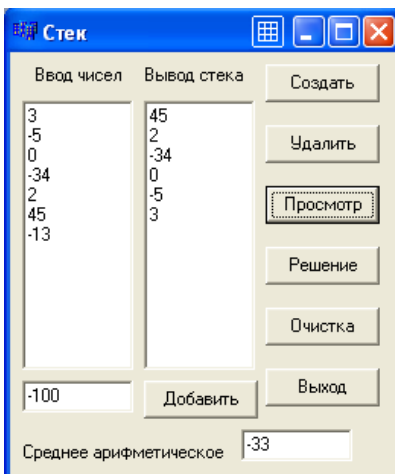 Стек
Ввод чисел Вывод стека Создать
3 45
-5 2
0 -34
-34 0
2 -5
45 3
-13
Удалить
Просмотр
Решение
Очистка
-100 Добавить Выход
Среднее арифметическое -33